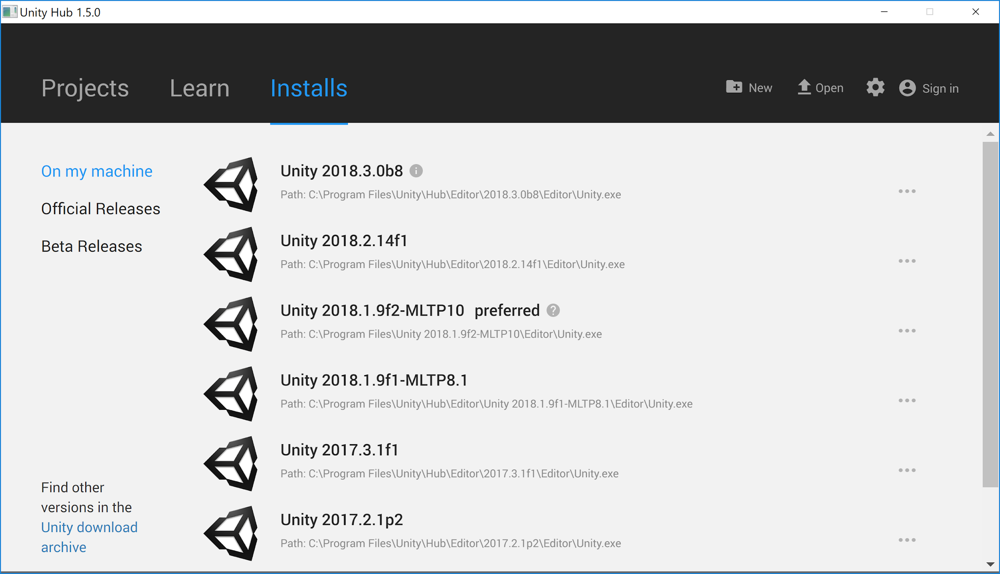 Unity Hub 1.5.0
Projects Learn Installs New Open Sign in
On my machine
Official Releases
Beta Releases
Find other
versions in the
Unity download
archive
Unity 2018.3.0b8
Path: C:\Program Files\Unity\Hub\Editor\2018.3.0b8\Editor\Unity.exe
Unity 2018.2.14f1
Path: C:\Program Files\Unity\Hub\Editor\2018.2.14f1\Editor\Unity.exe
Unity 2018.1.9f2-MLTP10 preferred
Path: C:\Program Files\Unity 2018.1.9f2-MLTP10\Editor\Unity.exe
Unity 2018.1.9f1-MLTP8.1
Path: C:\Program Files\Unity\Hub\Editor\Unity 2018.1.9f1-MLTP8.1\Editor\Unity.exe
Unity 2017.3.1f1
Path: C:\Program Files\Unity\Hub\Editor\2017.3.1f1\Editor\Unity.exe
Unity 2017.2.1p2
Path: C:\Program Files\Unity\Hub\Editor\2017.2.1p2\Editor\Unity.exe